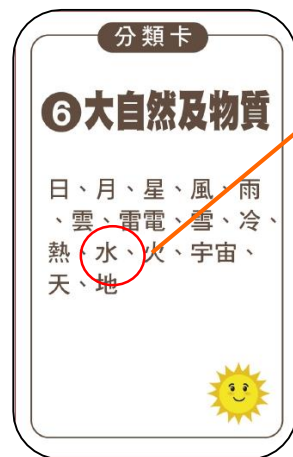 分類卡
❻大自然及物質
日、月、星、風、雨
、雲、雷電、雪、冷、
熱、水、火、宇宙、
天、地